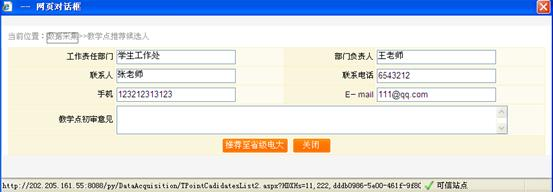 -- 网页对话框
当前位置：数据采集>>教学点推荐候选人
工作责任部门 学生工作处 部门负责人 王老师
联系人 张老师 联系电话 6543212
手机 123212313123 E-mail 111@qq.com
教学点初审意见
推荐至省级电大 关闭
http://202.205.161.55:8088/py/DataAcquisition/TPointCadidatesList2.aspx?HDXHs=11,222,dddb0986-5e00-461f-9f80 可信站点